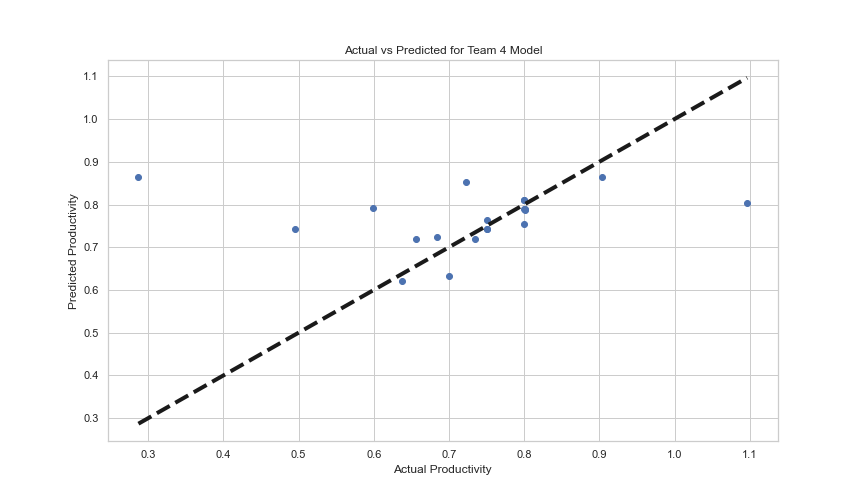 Actual vs Predicted for Team 4 Model
1.1
1.0
0.9
0.8
0.7
0.6
0.5
0.4
0.3
Predicted Productivity
0.3 0.4 0.5 0.6 0.7 0.8 0.9 1.0 1.1
Actual Productivity